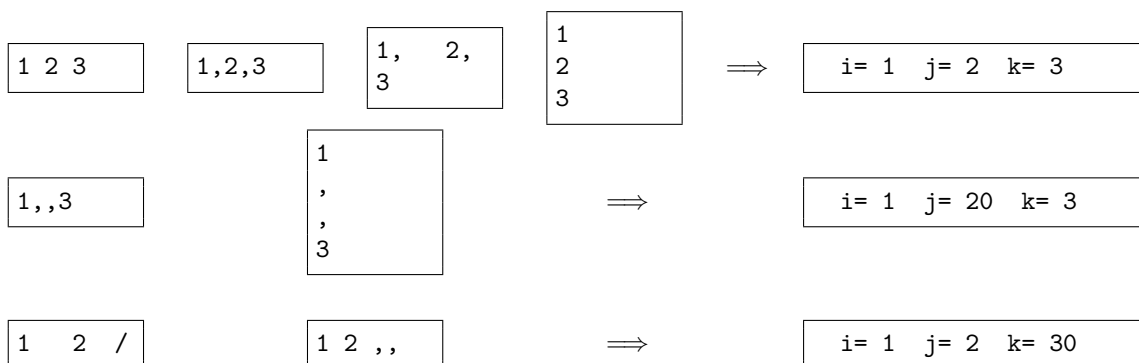 1 2 3
1,2,3
1,   2,
3
1
2
3
⟹
i= 1  j= 2  k= 3
1,,3
1
,
,
3
⟹
i= 1  j= 20  k= 3
1   2  /
1 2 ,,
⟹
i= 1  j= 2  k= 30